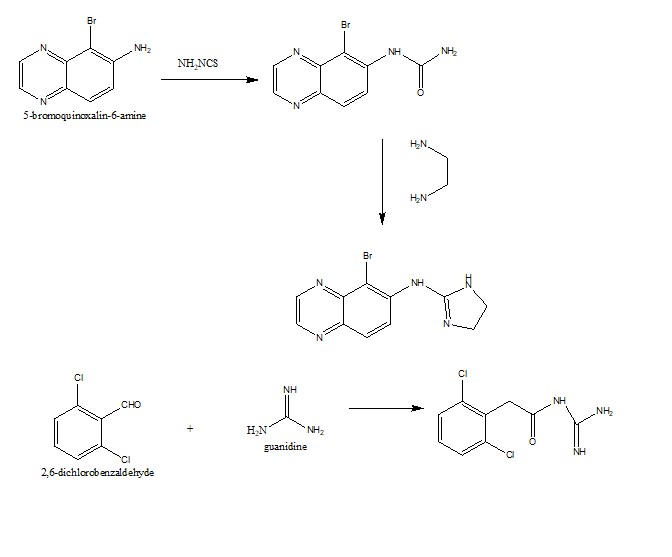 Br
N
NH₂
N
5-bromoquinoxalin-6-amine
NH₂NCS
Br
N
NH
NH₂
N
O
H₂N
H₂N
Br
N
NH
H
N
N
N
Cl
CHO
Cl
2,6-dichlorobenzaldehyde
+
NH
H₂N
NH₂
guanidine
Cl
NH
NH₂
O
Cl
NH